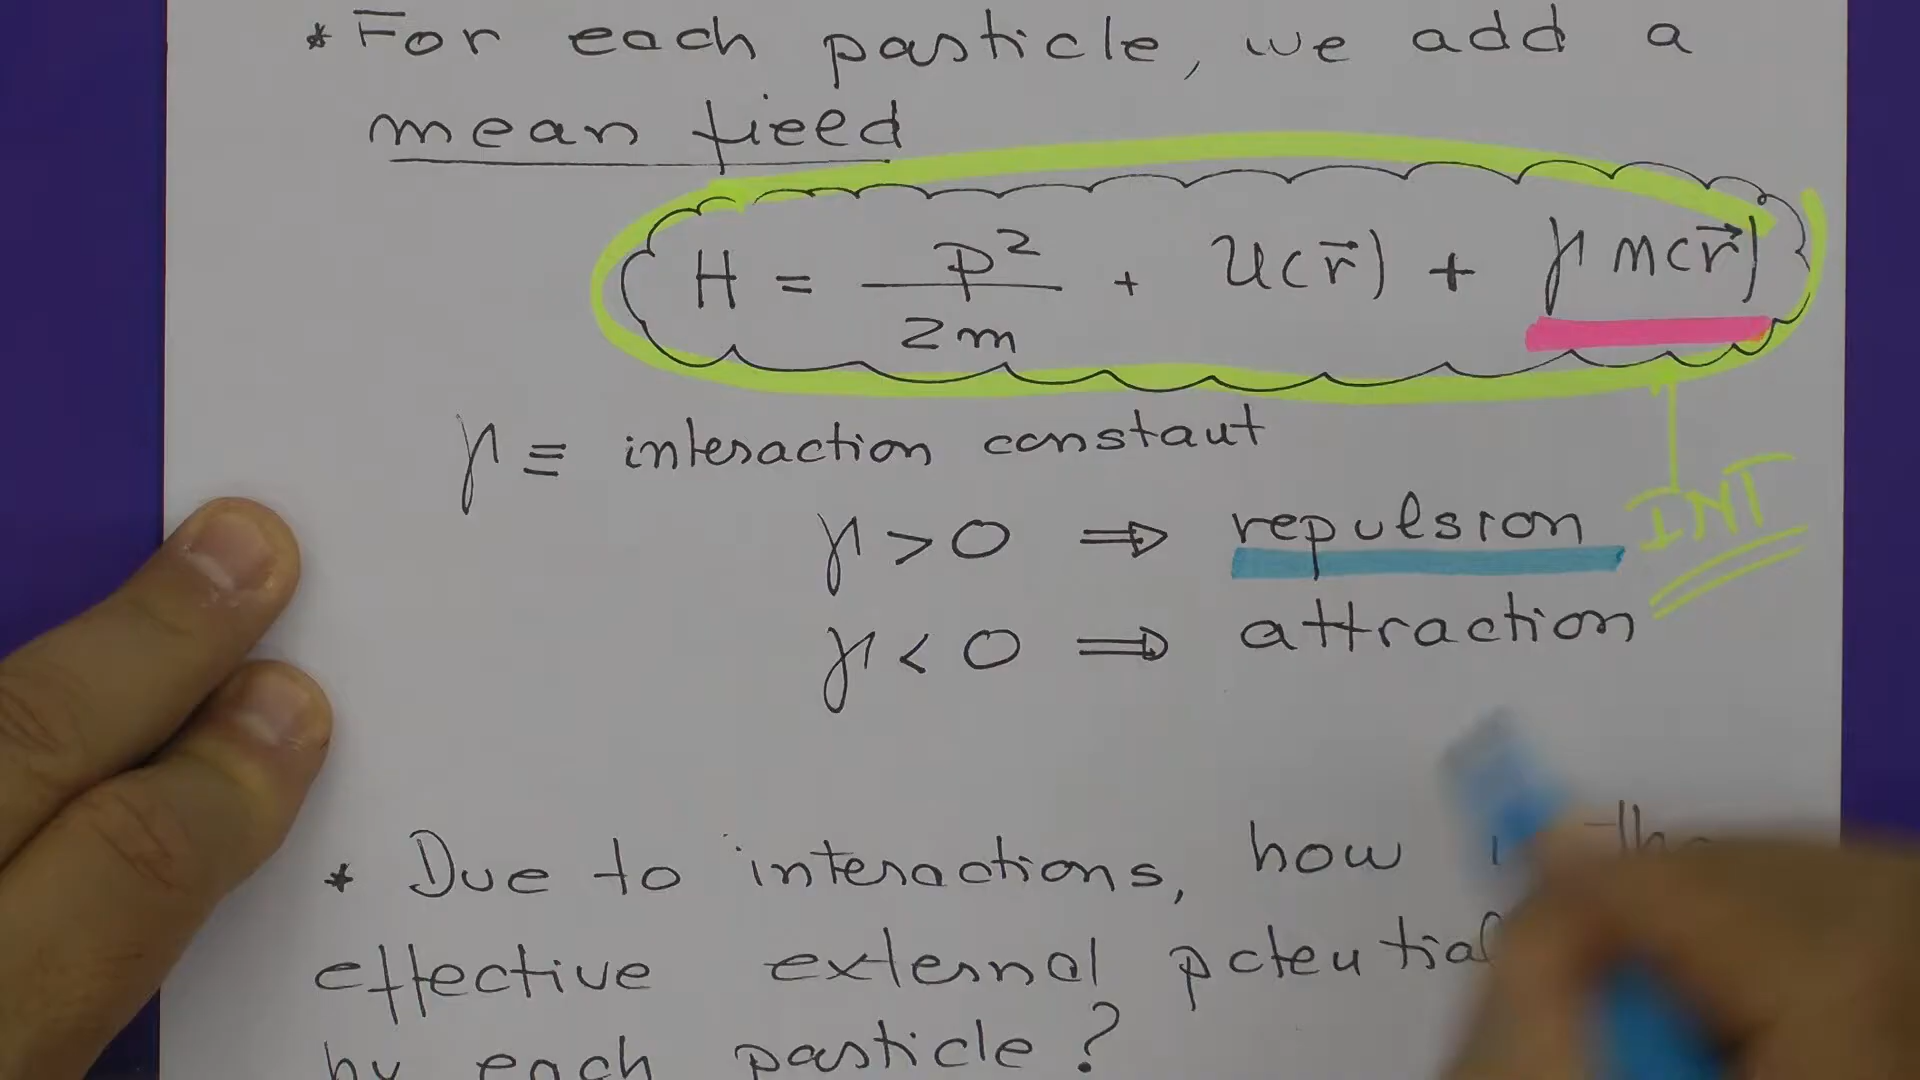 * For each particle, we add a
mean field
H = P²/2m + U(r⃗) + γ n(r⃗)
γ ≡ interaction constant
INT
γ > 0 ⇒ repulsion
γ < 0 ⇒ attraction
* Due to interactions, how
effective external potential
by each particle?